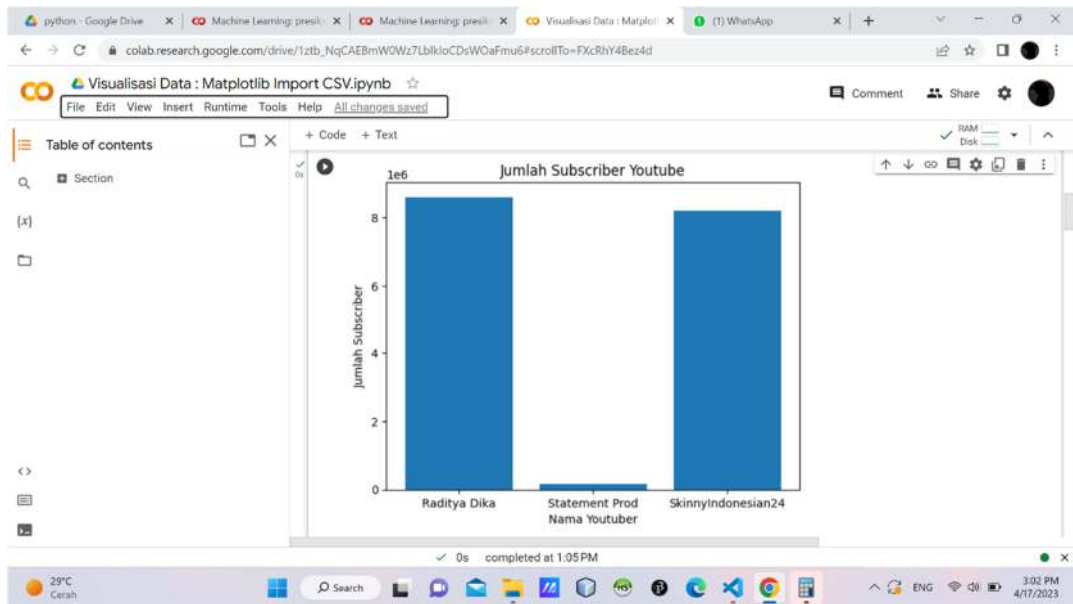 python - Google Drive
Machine Learning: presik
Machine Learning: presik
Visualisasi Data : Matplotl
(1) WhatsApp
colab.research.google.com/drive/1ztb_NqCAEBmW0Wz7LblkloCDsWOaFmu6#scrollTo=FXcRhY4Bez4d
CO
Visualisasi Data : Matplotlib Import CSV.ipynb
File Edit View Insert Runtime Tools Help All changes saved
Comment
Share
Table of contents
+ Code + Text
RAM
Disk
Section
{x}
0s
Jumlah Subscriber Youtube
1e6
8
6
4
2
0
Jumlah Subscriber
Raditya Dika
Statement Prod
SkinnyIndonesian24
Nama Youtuber
0s completed at 1:05 PM
29°C
Cerah
Search
ENG
3:02 PM
4/17/2023